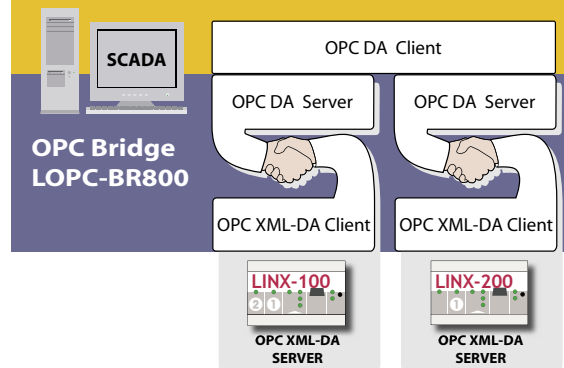 SCADA
OPC DA Client
OPC DA Server
OPC DA Server
OPC Bridge
LOPC-BR800
OPC XML-DA Client
OPC XML-DA Client
LINX-100
2 1
LINX-200
1
OPC XML-DA
SERVER
OPC XML-DA
SERVER